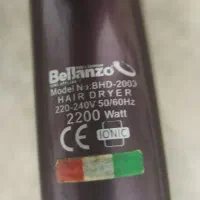 Bellanzo
Model No.:BHD-2003
HAIR DRYER
220-240V 50/60Hz
2200 Watt
CE IONIC